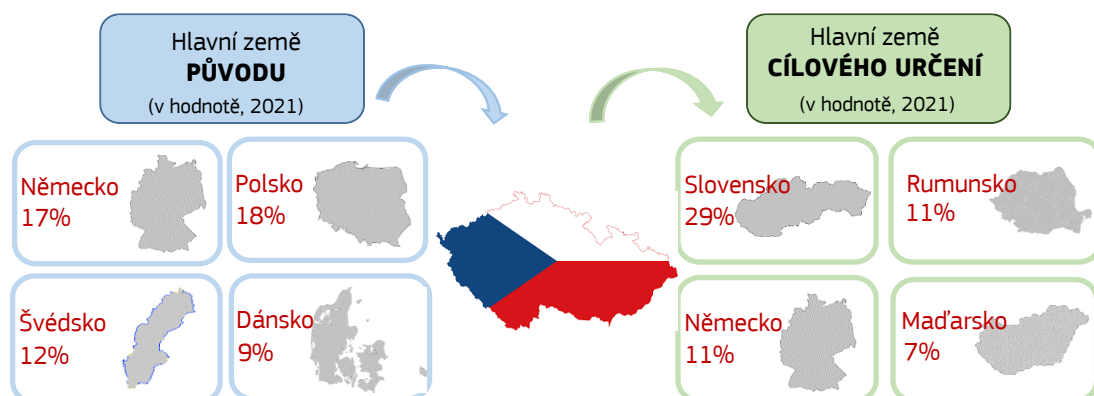 Hlavní země
PŮVODU
(v hodnotě, 2021)
Hlavní země
CÍLOVÉHO URČENÍ
(v hodnotě, 2021)
Německo
17%
Polsko
18%
Švédsko
12%
Dánsko
9%
Slovensko
29%
Rumunsko
11%
Německo
11%
Maďarsko
7%